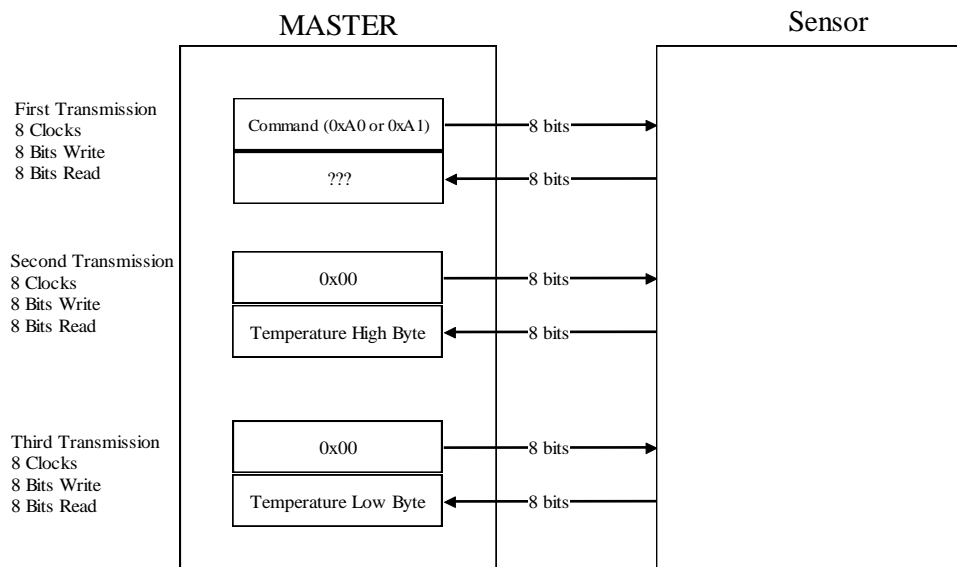 MASTER
Sensor
First Transmission
8 Clocks
8 Bits Write
8 Bits Read
Command (0xA0 or 0xA1)
8 bits
???
8 bits
Second Transmission
8 Clocks
8 Bits Write
8 Bits Read
0x00
8 bits
Temperature High Byte
8 bits
Third Transmission
8 Clocks
8 Bits Write
8 Bits Read
0x00
8 bits
Temperature Low Byte
8 bits